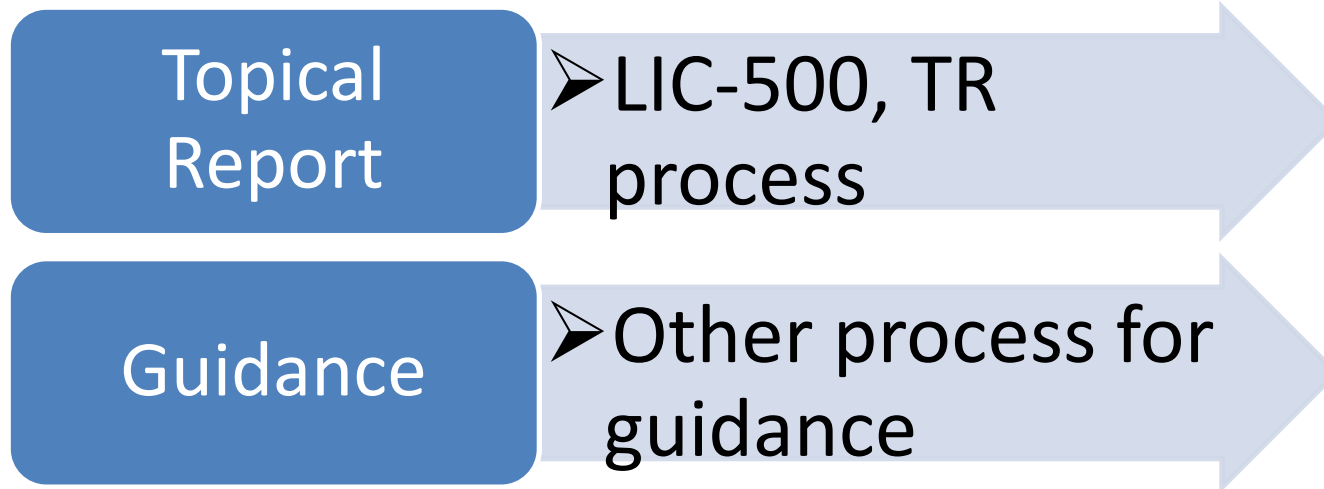 Topical
Report
➢LIC-500, TR
process
Guidance
➢Other process for
guidance